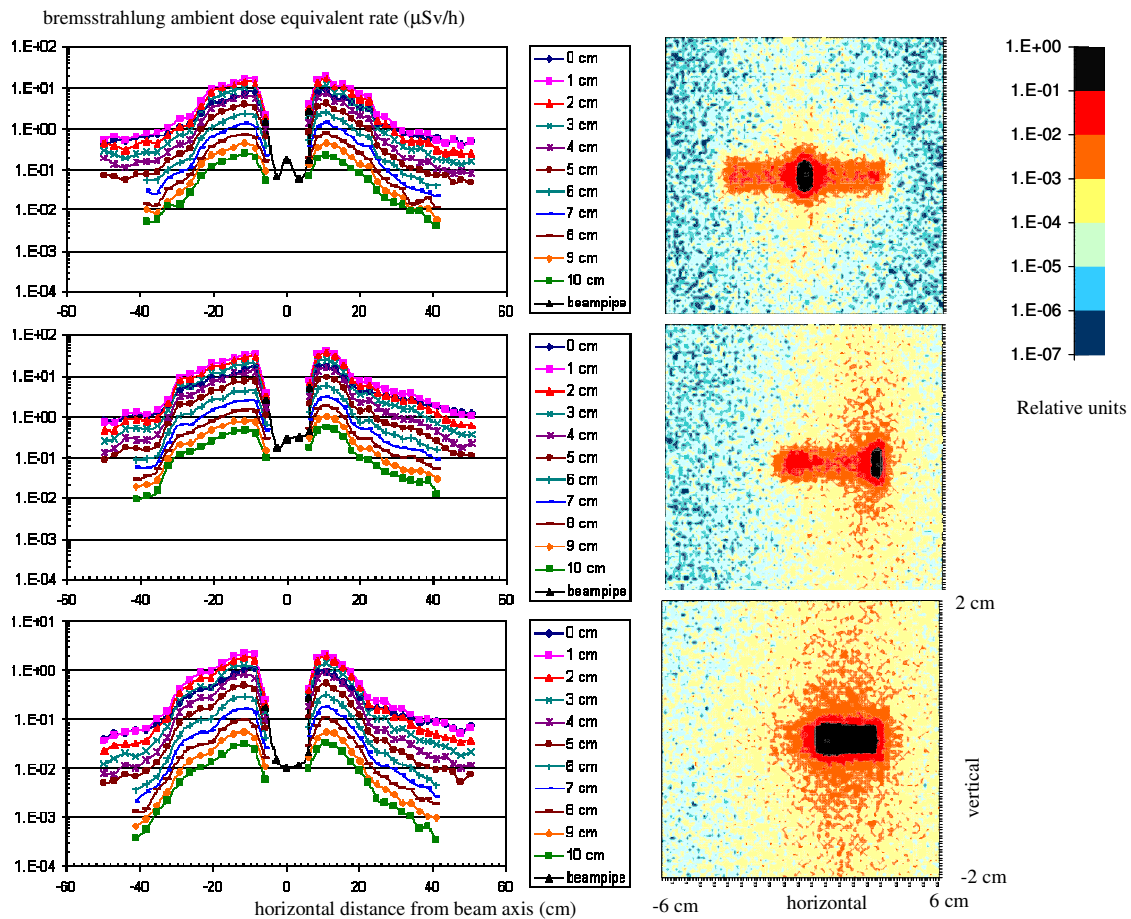 bremsstrahlung ambient dose equivalent rate (µSv/h)
1.E+02
1.E+01
1.E+00
1.E-01
1.E-02
1.E-03
1.E-04
-60 -40 -20 0 20 40 60
0 cm
1 cm
2 cm
3 cm
4 cm
5 cm
6 cm
7 cm
8 cm
9 cm
10 cm
beampipe
1.E+00
1.E-01
1.E-02
1.E-03
1.E-04
1.E-05
1.E-06
1.E-07
Relative units
1.E+02
1.E+01
1.E+00
1.E-01
1.E-02
1.E-03
1.E-04
-60 -40 -20 0 20 40 60
0 cm
1 cm
2 cm
3 cm
4 cm
5 cm
6 cm
7 cm
8 cm
9 cm
10 cm
beampipe
1.E+01
1.E+00
1.E-01
1.E-02
1.E-03
1.E-04
-60 -40 -20 0 20 40 60
0 cm
1 cm
2 cm
3 cm
4 cm
5 cm
6 cm
7 cm
8 cm
9 cm
10 cm
beampipe
2 cm
vertical
-2 cm
horizontal distance from beam axis (cm)
-6 cm horizontal 6 cm